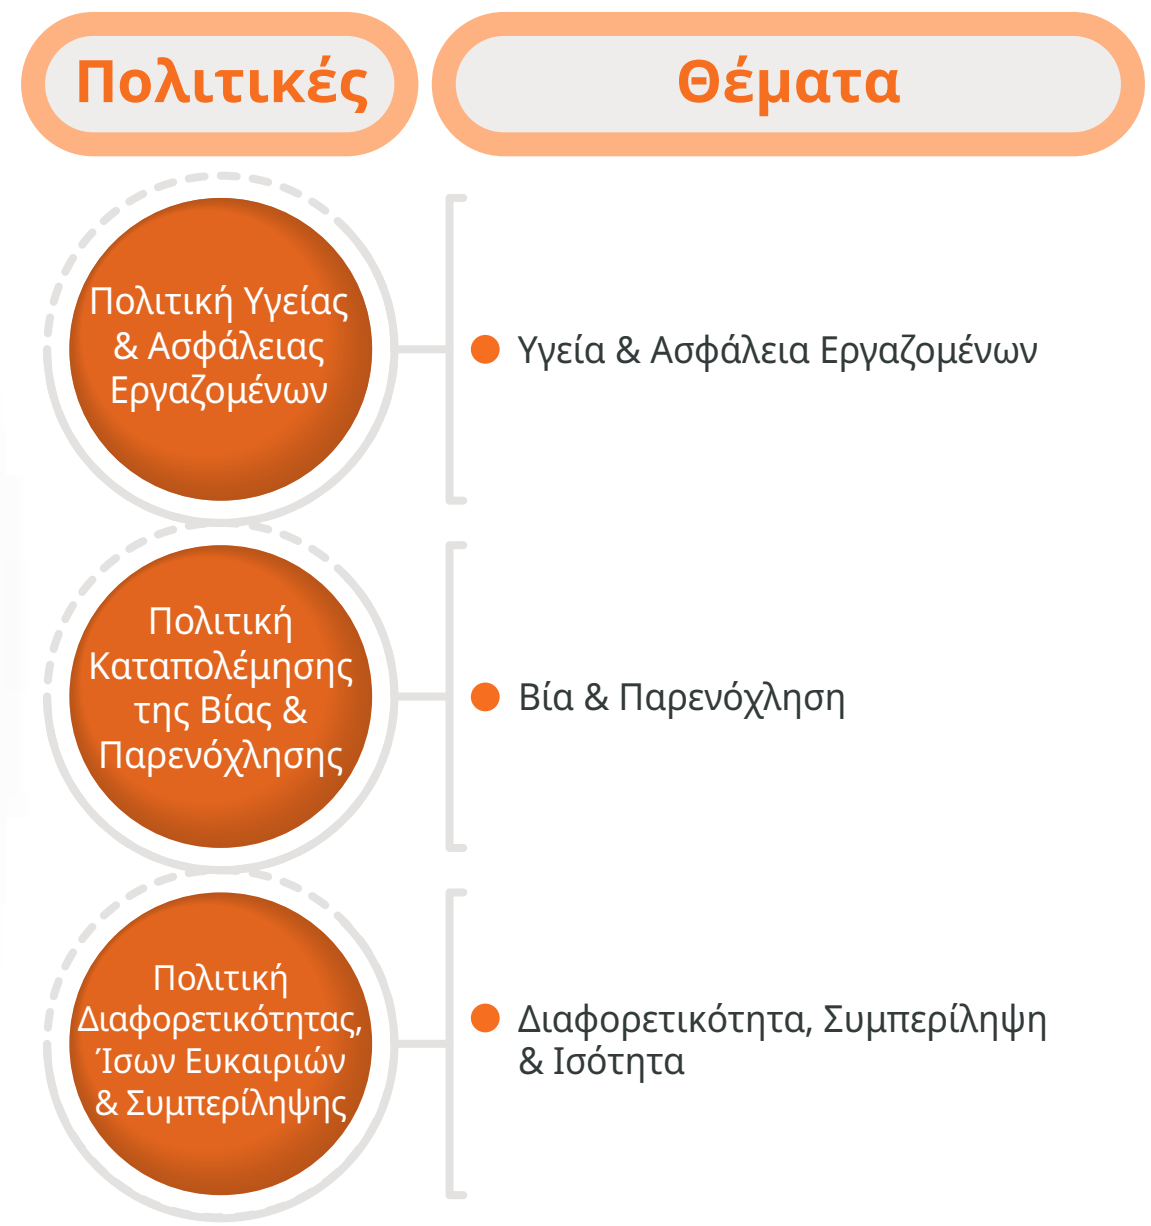 Πολιτικές
Θέματα
Πολιτική Υγείας
& Ασφάλειας
Εργαζομένων
Υγεία & Ασφάλεια Εργαζομένων
Πολιτική
Καταπολέμησης
της Βίας &
Παρενόχλησης
Βία & Παρενόχληση
Πολιτική
Διαφορετικότητας,
Ίσων Ευκαιριών
& Συμπερίληψης
Διαφορετικότητα, Συμπερίληψη
& Ισότητα